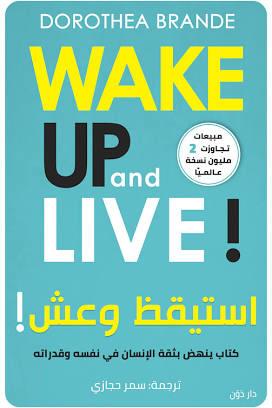 DOROTHEA BRANDE
WAKE
UP and
LIVE!
مبيعات
تجاوزت 2
مليون نسخة
عالميًا
استيقظ وعش!
كتاب ينهض بثقة الإنسان في نفسه وقدراته
ترجمة: سمر حجازي
دار دَوِّن